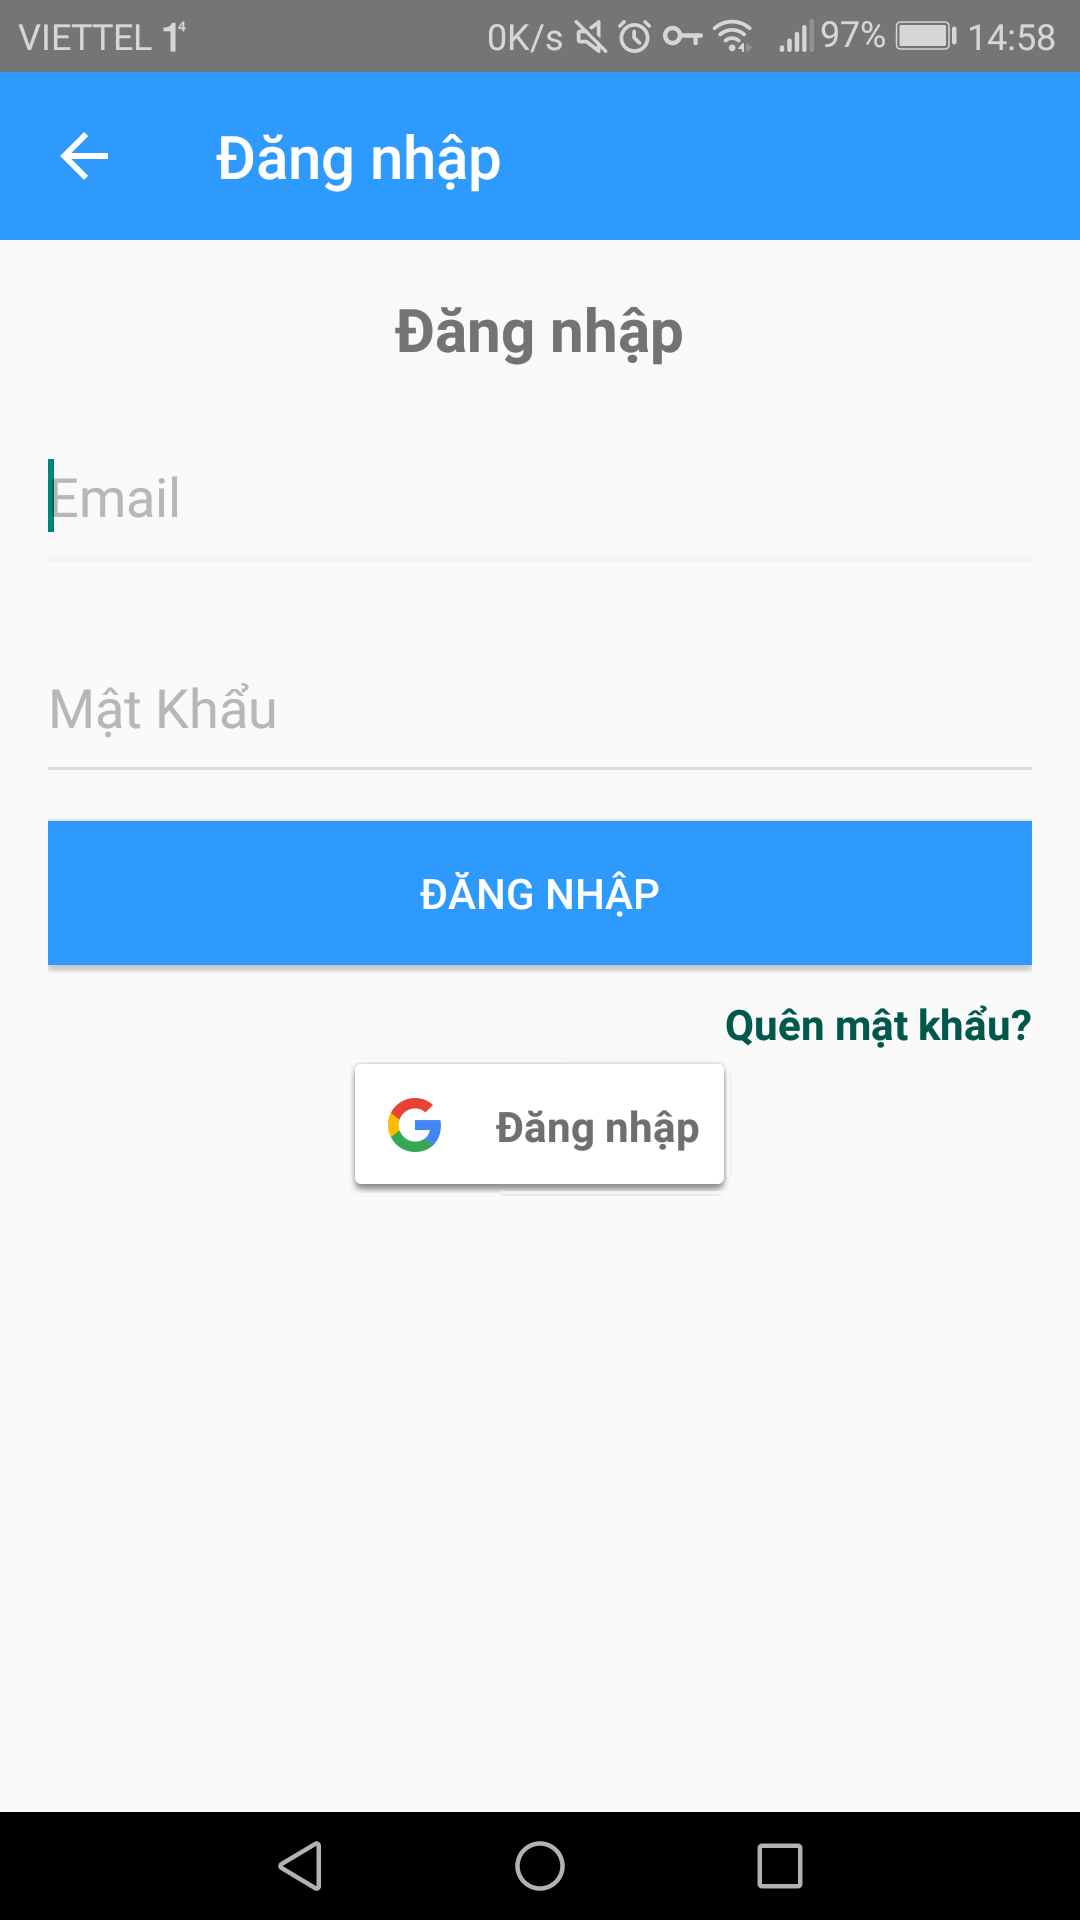 VIETTEL 1⁴ 0K/s 97% 14:58
Đăng nhập
Đăng nhập
Email
Mật Khẩu
ĐĂNG NHẬP
Quên mật khẩu?
G Đăng nhập